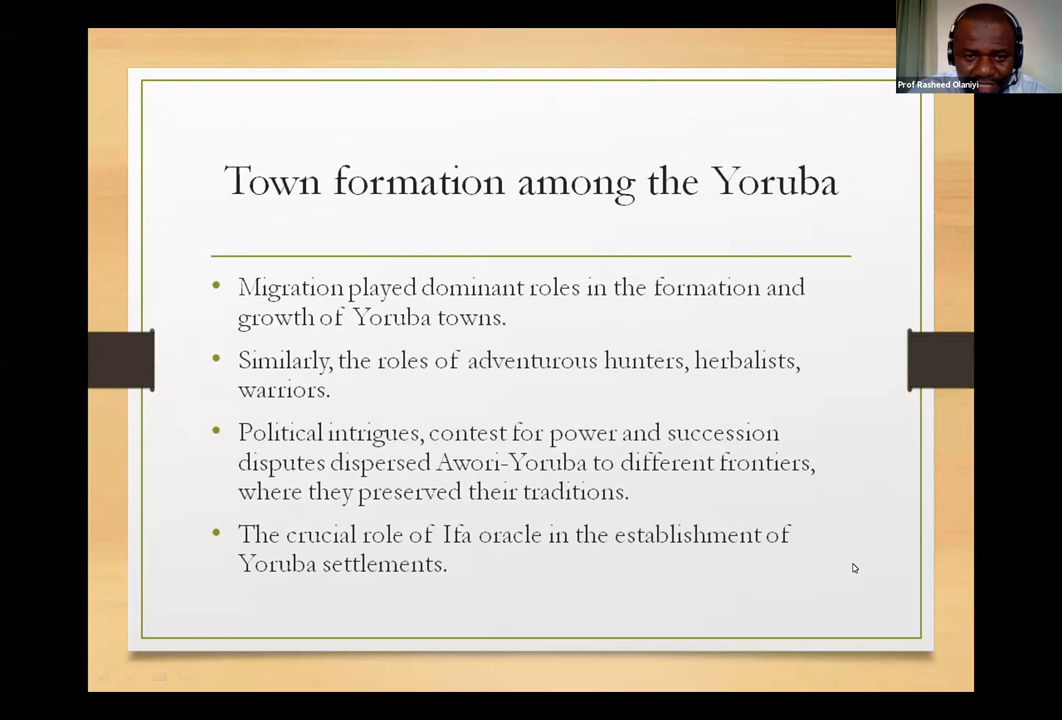 Prof Rasheed Olaniyi
Town formation among the Yoruba
• Migration played dominant roles in the formation and
growth of Yoruba towns.
• Similarly, the roles of adventurous hunters, herbalists,
warriors.
• Political intrigues, contest for power and succession
disputes dispersed Awori-Yoruba to different frontiers,
where they preserved their traditions.
• The crucial role of Ifa oracle in the establishment of
Yoruba settlements.